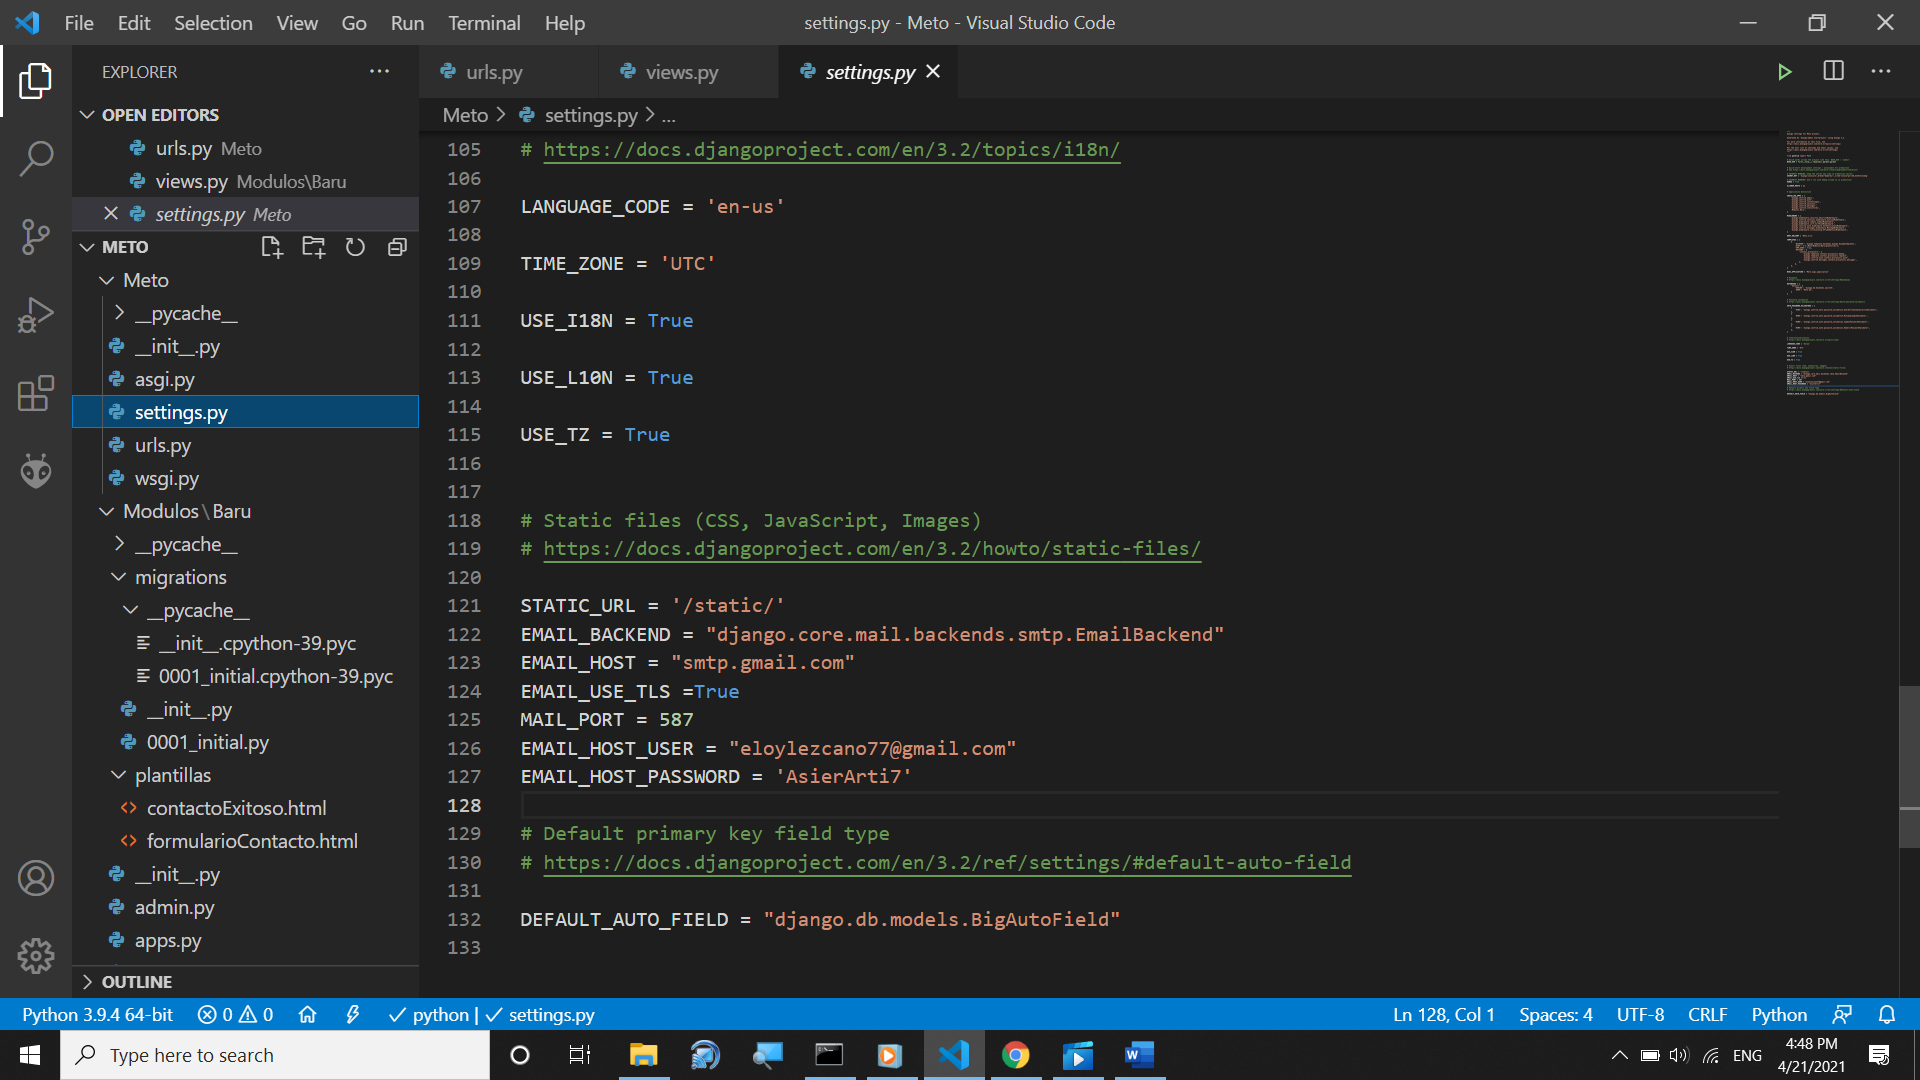 File Edit Selection View Go Run Terminal Help
settings.py - Meto - Visual Studio Code
EXPLORER
OPEN EDITORS
urls.py Meto
views.py Modulos\Baru
settings.py Meto
METO
Meto
__pycache__
__init__.py
asgi.py
settings.py
urls.py
wsgi.py
Modulos\Baru
__pycache__
migrations
__pycache__
__init__.cpython-39.pyc
0001_initial.cpython-39.pyc
__init__.py
0001_initial.py
plantillas
contactoExitoso.html
formularioContacto.html
__init__.py
admin.py
apps.py
OUTLINE
urls.py views.py settings.py
Meto > settings.py > ...
105 # https://docs.djangoproject.com/en/3.2/topics/i18n/
106
107 LANGUAGE_CODE = 'en-us'
108
109 TIME_ZONE = 'UTC'
110
111 USE_I18N = True
112
113 USE_L10N = True
114
115 USE_TZ = True
116
117
118 # Static files (CSS, JavaScript, Images)
119 # https://docs.djangoproject.com/en/3.2/howto/static-files/
120
121 STATIC_URL = '/static/'
122 EMAIL_BACKEND = "django.core.mail.backends.smtp.EmailBackend"
123 EMAIL_HOST = "smtp.gmail.com"
124 EMAIL_USE_TLS =True
125 MAIL_PORT = 587
126 EMAIL_HOST_USER = "eloylezcano77@gmail.com"
127 EMAIL_HOST_PASSWORD = 'AsierArti7'
128
129 # Default primary key field type
130 # https://docs.djangoproject.com/en/3.2/ref/settings/#default-auto-field
131
132 DEFAULT_AUTO_FIELD = "django.db.models.BigAutoField"
133
Python 3.9.4 64-bit 0 0 python | settings.py Ln 128, Col 1 Spaces: 4 UTF-8 CRLF Python
Type here to search
ENG
4:48 PM
4/21/2021